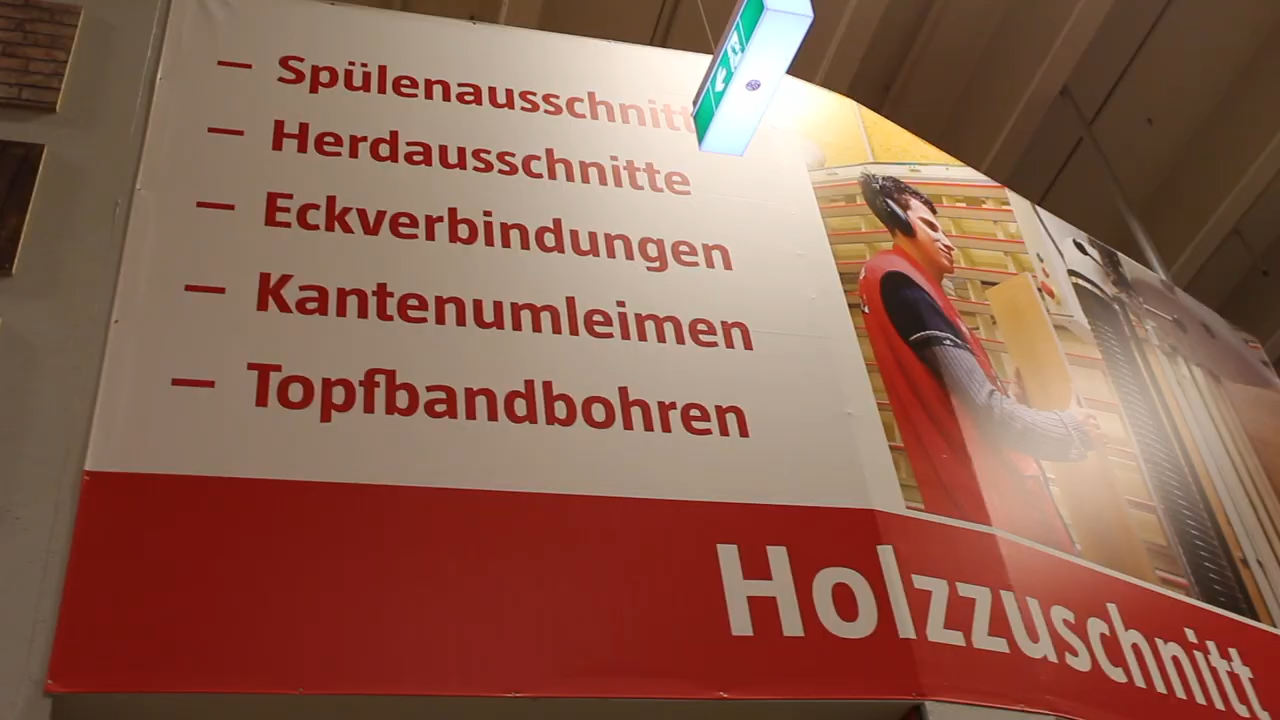 – Spülenausschnitt
– Herdausschnitte
– Eckverbindungen
– Kantenumleimen
– Topfbandbohren
Holzzuschnitt